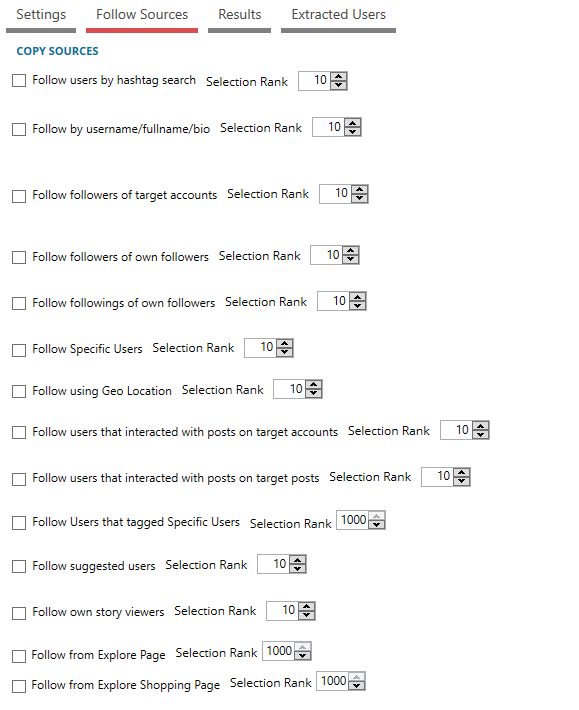 Settings Follow Sources Results Extracted Users
COPY SOURCES
Follow users by hashtag search Selection Rank 10
Follow by username/fullname/bio Selection Rank 10
Follow followers of target accounts Selection Rank 10
Follow followers of own followers Selection Rank 10
Follow followings of own followers Selection Rank 10
Follow Specific Users Selection Rank 10
Follow using Geo Location Selection Rank 10
Follow users that interacted with posts on target accounts Selection Rank 10
Follow users that interacted with posts on target posts Selection Rank 10
Follow Users that tagged Specific Users Selection Rank 1000
Follow suggested users Selection Rank 10
Follow own story viewers Selection Rank 10
Follow from Explore Page Selection Rank 1000
Follow from Explore Shopping Page Selection Rank 1000